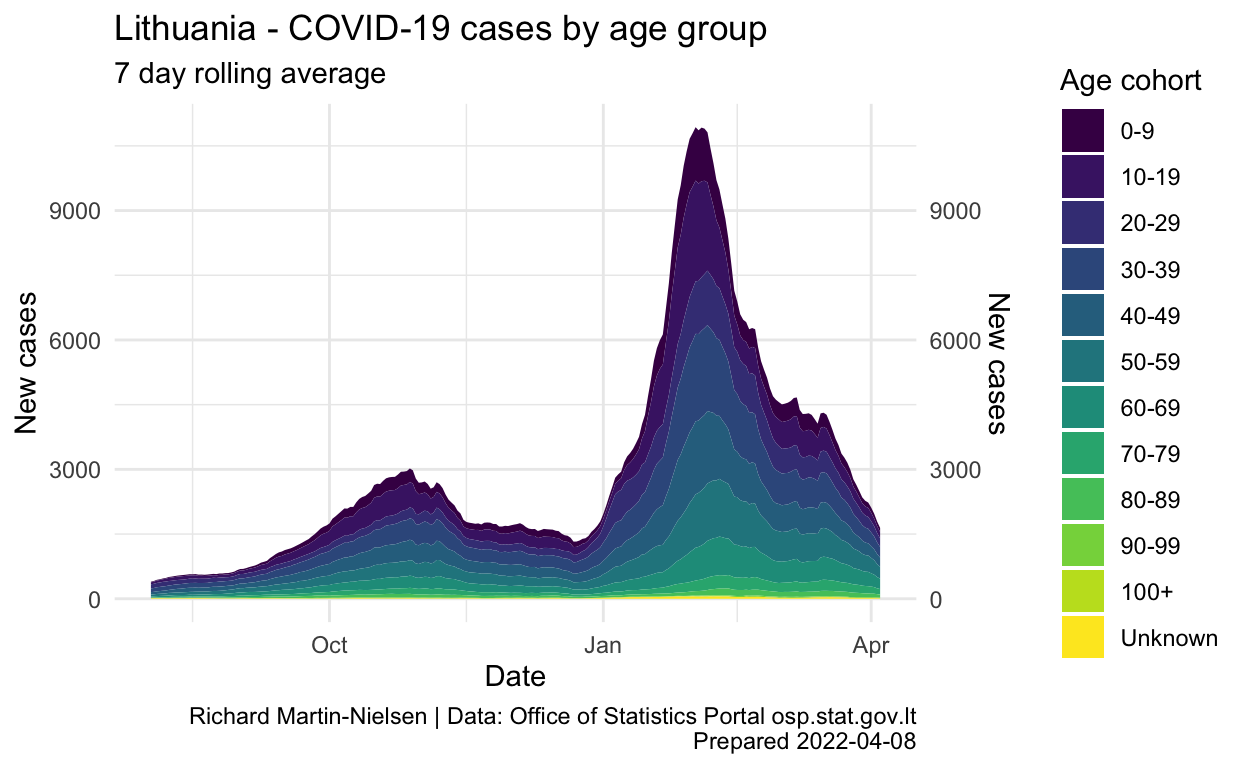 Lithuania - COVID-19 cases by age group
7 day rolling average
New cases
9000
6000
3000
0
9000
6000
3000
0
New cases
Oct
Jan
Apr
Date
Age cohort
0-9
10-19
20-29
30-39
40-49
50-59
60-69
70-79
80-89
90-99
100+
Unknown
Richard Martin-Nielsen | Data: Office of Statistics Portal osp.stat.gov.lt
Prepared 2022-04-08